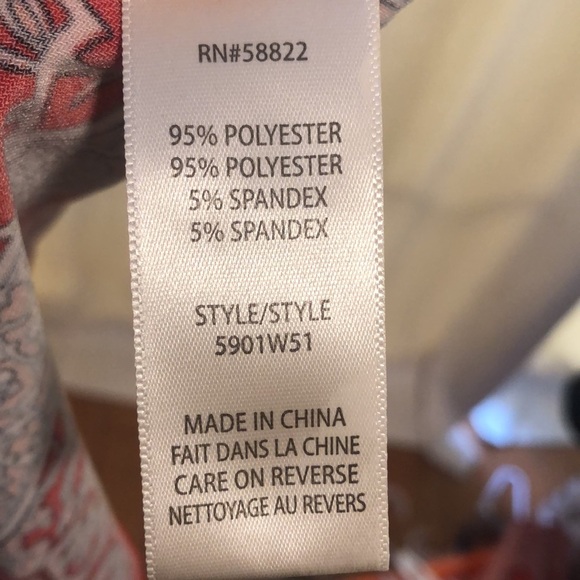 RN#58822
95% POLYESTER
95% POLYESTER
5% SPANDEX
5% SPANDEX
STYLE/STYLE
5901W51
MADE IN CHINA
FAIT DANS LA CHINE
CARE ON REVERSE
NETTOYAGE AU REVERS